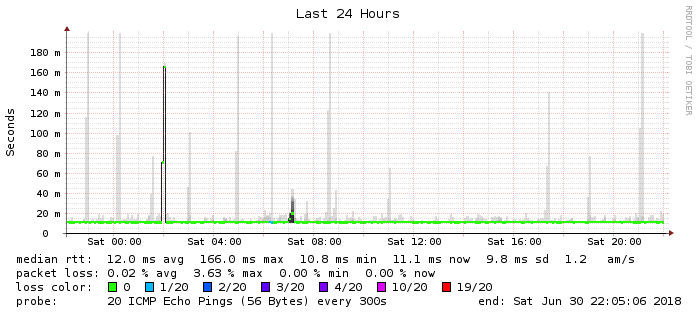 Last 24 Hours
RRDTOOL / TOBI OETIKER
Seconds
180 m
160 m
140 m
120 m
100 m
80 m
60 m
40 m
20 m
0
Sat 00:00 Sat 04:00 Sat 08:00 Sat 12:00 Sat 16:00 Sat 20:00
median rtt: 12.0 ms avg 166.0 ms max 10.8 ms min 11.1 ms now 9.8 ms sd 1.2 am/s
packet loss: 0.02 % avg 3.63 % max 0.00 % min 0.00 % now
loss color: 0 1/20 2/20 3/20 4/20 10/20 19/20
probe: 20 ICMP Echo Pings (56 Bytes) every 300s end: Sat Jun 30 22:05:06 2018